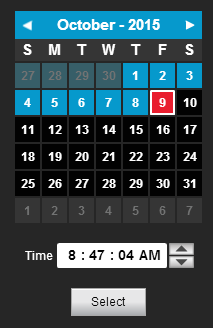 ◄ October - 2015 ►
S M T W T F S
27 28 29 30 1 2 3
4 5 6 7 8 9 10
11 12 13 14 15 16 17
18 19 20 21 22 23 24
25 26 27 28 29 30 31
1 2 3 4 5 6 7
Time 8 : 47 : 04 AM
Select